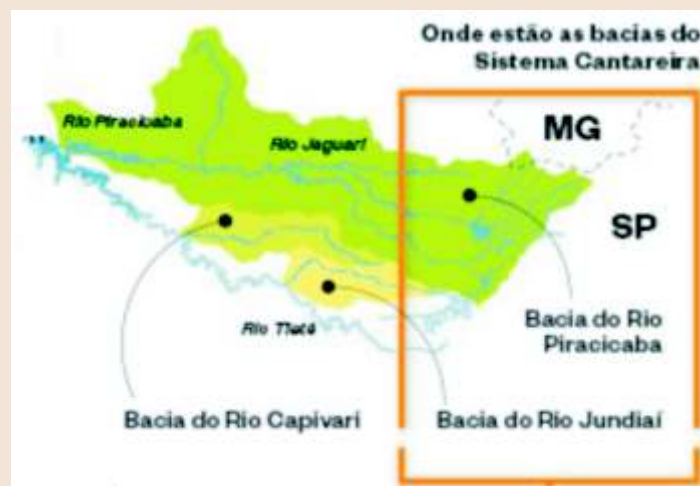 Onde estão as bacias do
Sistema Cantareira
MG
Rio Piracicaba
Rio Jaguari
SP
Rio Tietê
Bacia do Rio
Piracicaba
Bacia do Rio Capivari
Bacia do Rio Jundiaí